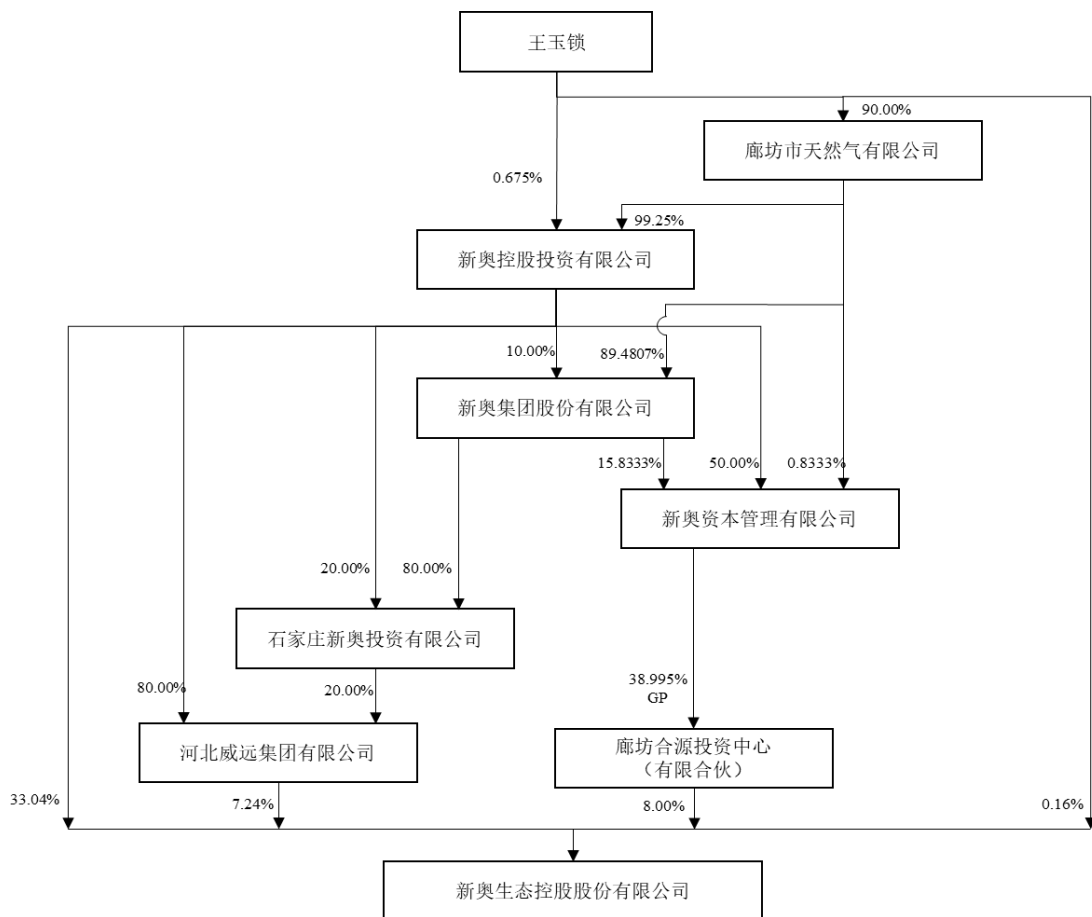 王玉锁
90.00%
廊坊市天然气有限公司
0.675%
99.25%
新奥控股投资有限公司
10.00%
89.4807%
新奥集团股份有限公司
15.8333%
50.00%
0.8333%
新奥资本管理有限公司
20.00%
80.00%
石家庄新奥投资有限公司
80.00%
20.00%
38.995%
GP
河北威远集团有限公司
廊坊合源投资中心
（有限合伙）
33.04%
7.24%
8.00%
0.16%
新奥生态控股股份有限公司